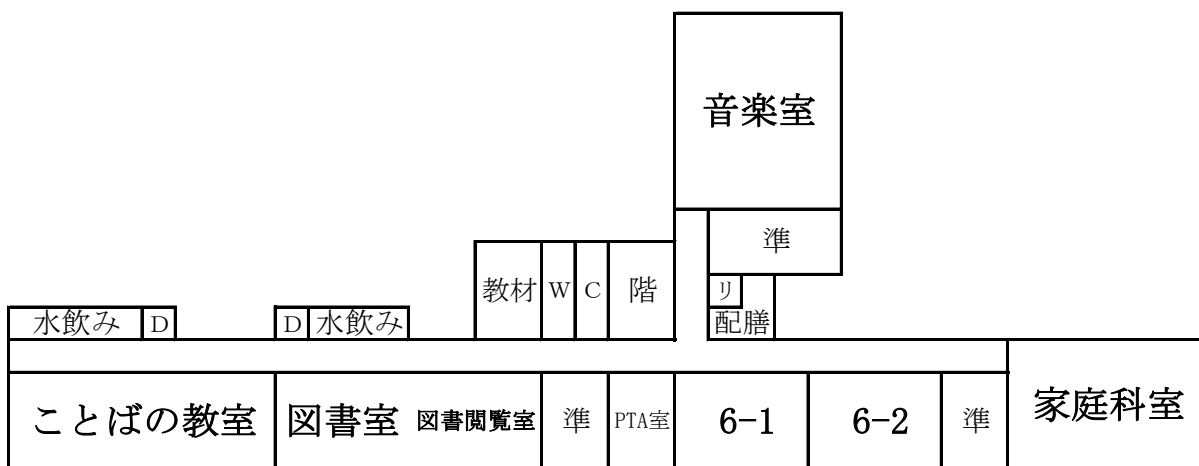 音楽室
準
教材 W C 階
リ
配膳
水飲み D
D 水飲み
ことばの教室 図書室 図書閲覧室 準 PTA室 6-1 6-2 準 家庭科室